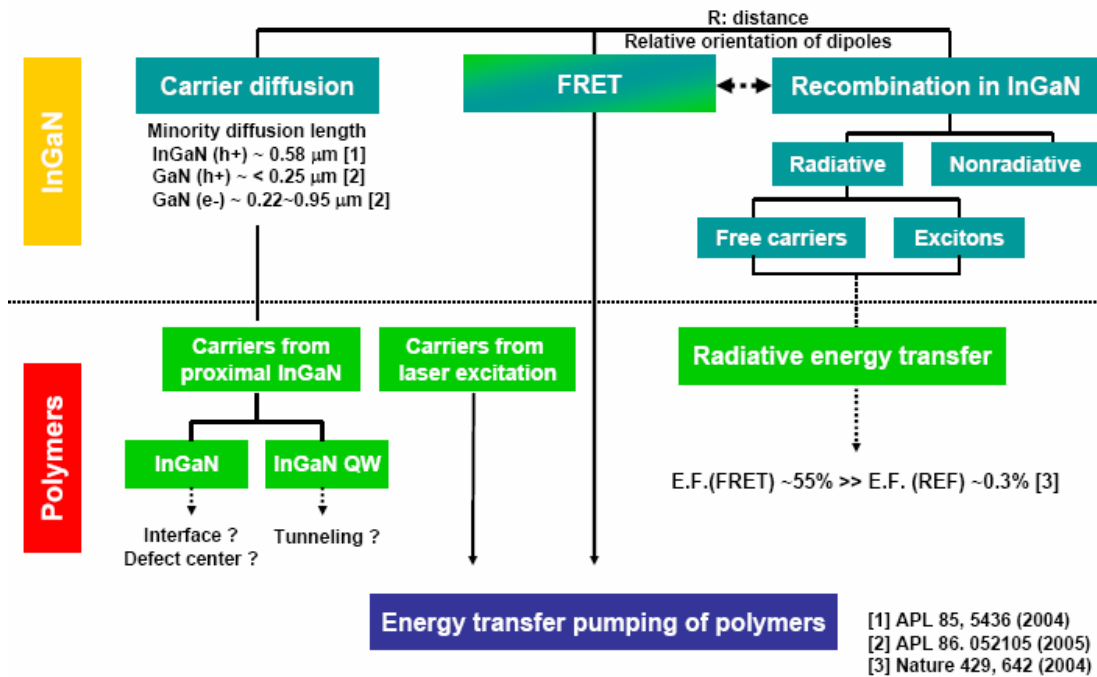 R: distance
Relative orientation of dipoles
InGaN
Carrier diffusion
FRET
Recombination in InGaN
Minority diffusion length
InGaN (h+) ~ 0.58 μm [1]
GaN (h+) ~ < 0.25 μm [2]
GaN (e-) ~ 0.22~0.95 μm [2]
Radiative
Nonradiative
Free carriers
Excitons
Polymers
Carriers from
proximal InGaN
Carriers from
laser excitation
Radiative energy transfer
InGaN
InGaN QW
E.F.(FRET) ~55% >> E.F. (REF) ~0.3% [3]
Interface ?
Defect center ?
Tunneling ?
Energy transfer pumping of polymers
[1] APL 85, 5436 (2004)
[2] APL 86. 052105 (2005)
[3] Nature 429, 642 (2004)